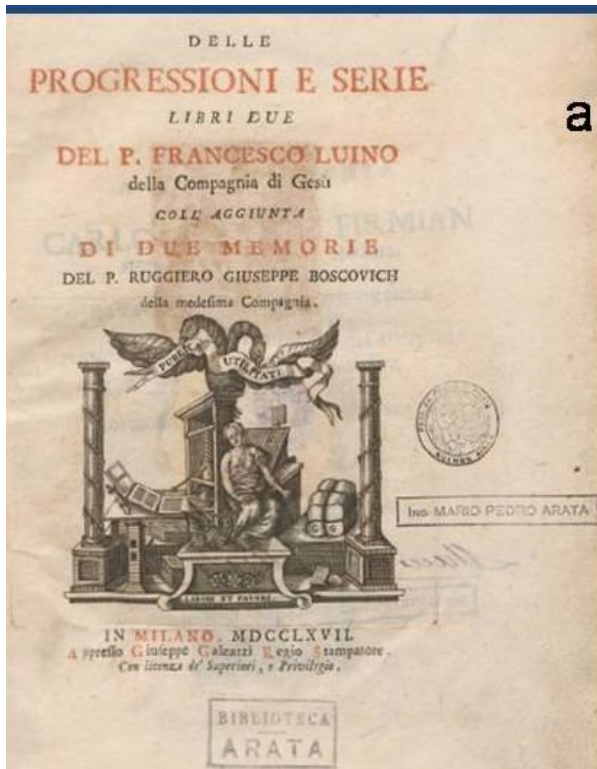 DELLE
PROGRESSIONI E SERIE
LIBRI DUE
a
DEL P. FRANCESCO LUINO
della Compagnia di Gesù
COLL' AGGIUNTA
DI DUE MEMORIE
DEL P. RUGGIERO GIUSEPPE BOSCOVICH
della medesima Compagnia.
PUBLICÆ UTILITATI
Ing. MARIO PEDRO ARATA
LABORE ET FAVORE.
IN MILANO. MDCCLXVII.
Appresso Giuseppe Galeazzi Regio Stampatore.
Con licenza de' Superiori, e Privilegio.
BIBLIOTECA
ARATA